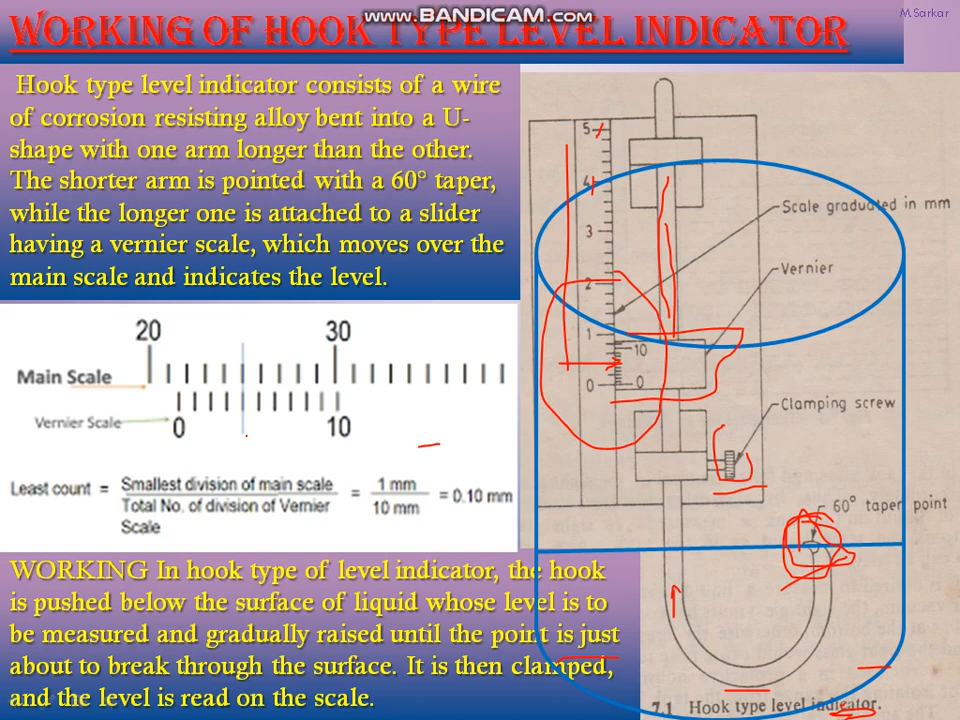 www.BANDICAM.com
M.Sarkar
WORKING OF HOOK TYPE LEVEL INDICATOR
Hook type level indicator consists of a wire
of corrosion resisting alloy bent into a U-
shape with one arm longer than the other.
The shorter arm is pointed with a 60° taper,
while the longer one is attached to a slider
having a vernier scale, which moves over the
main scale and indicates the level.
20 30
Main Scale
Vernier Scale
0 10
Least count = Smallest division of main scale = 1 mm = 0.10 mm
Total No. of division of Vernier 10 mm
Scale
WORKING In hook type of level indicator, the hook
is pushed below the surface of liquid whose level is to
be measured and gradually raised until the point is just
about to break through the surface. It is then clamped,
and the level is read on the scale.
5
4
3
2
1
0
10
0
Scale graduated in mm
Vernier
Clamping screw
60° taper point
7.1 Hook type level indicator.